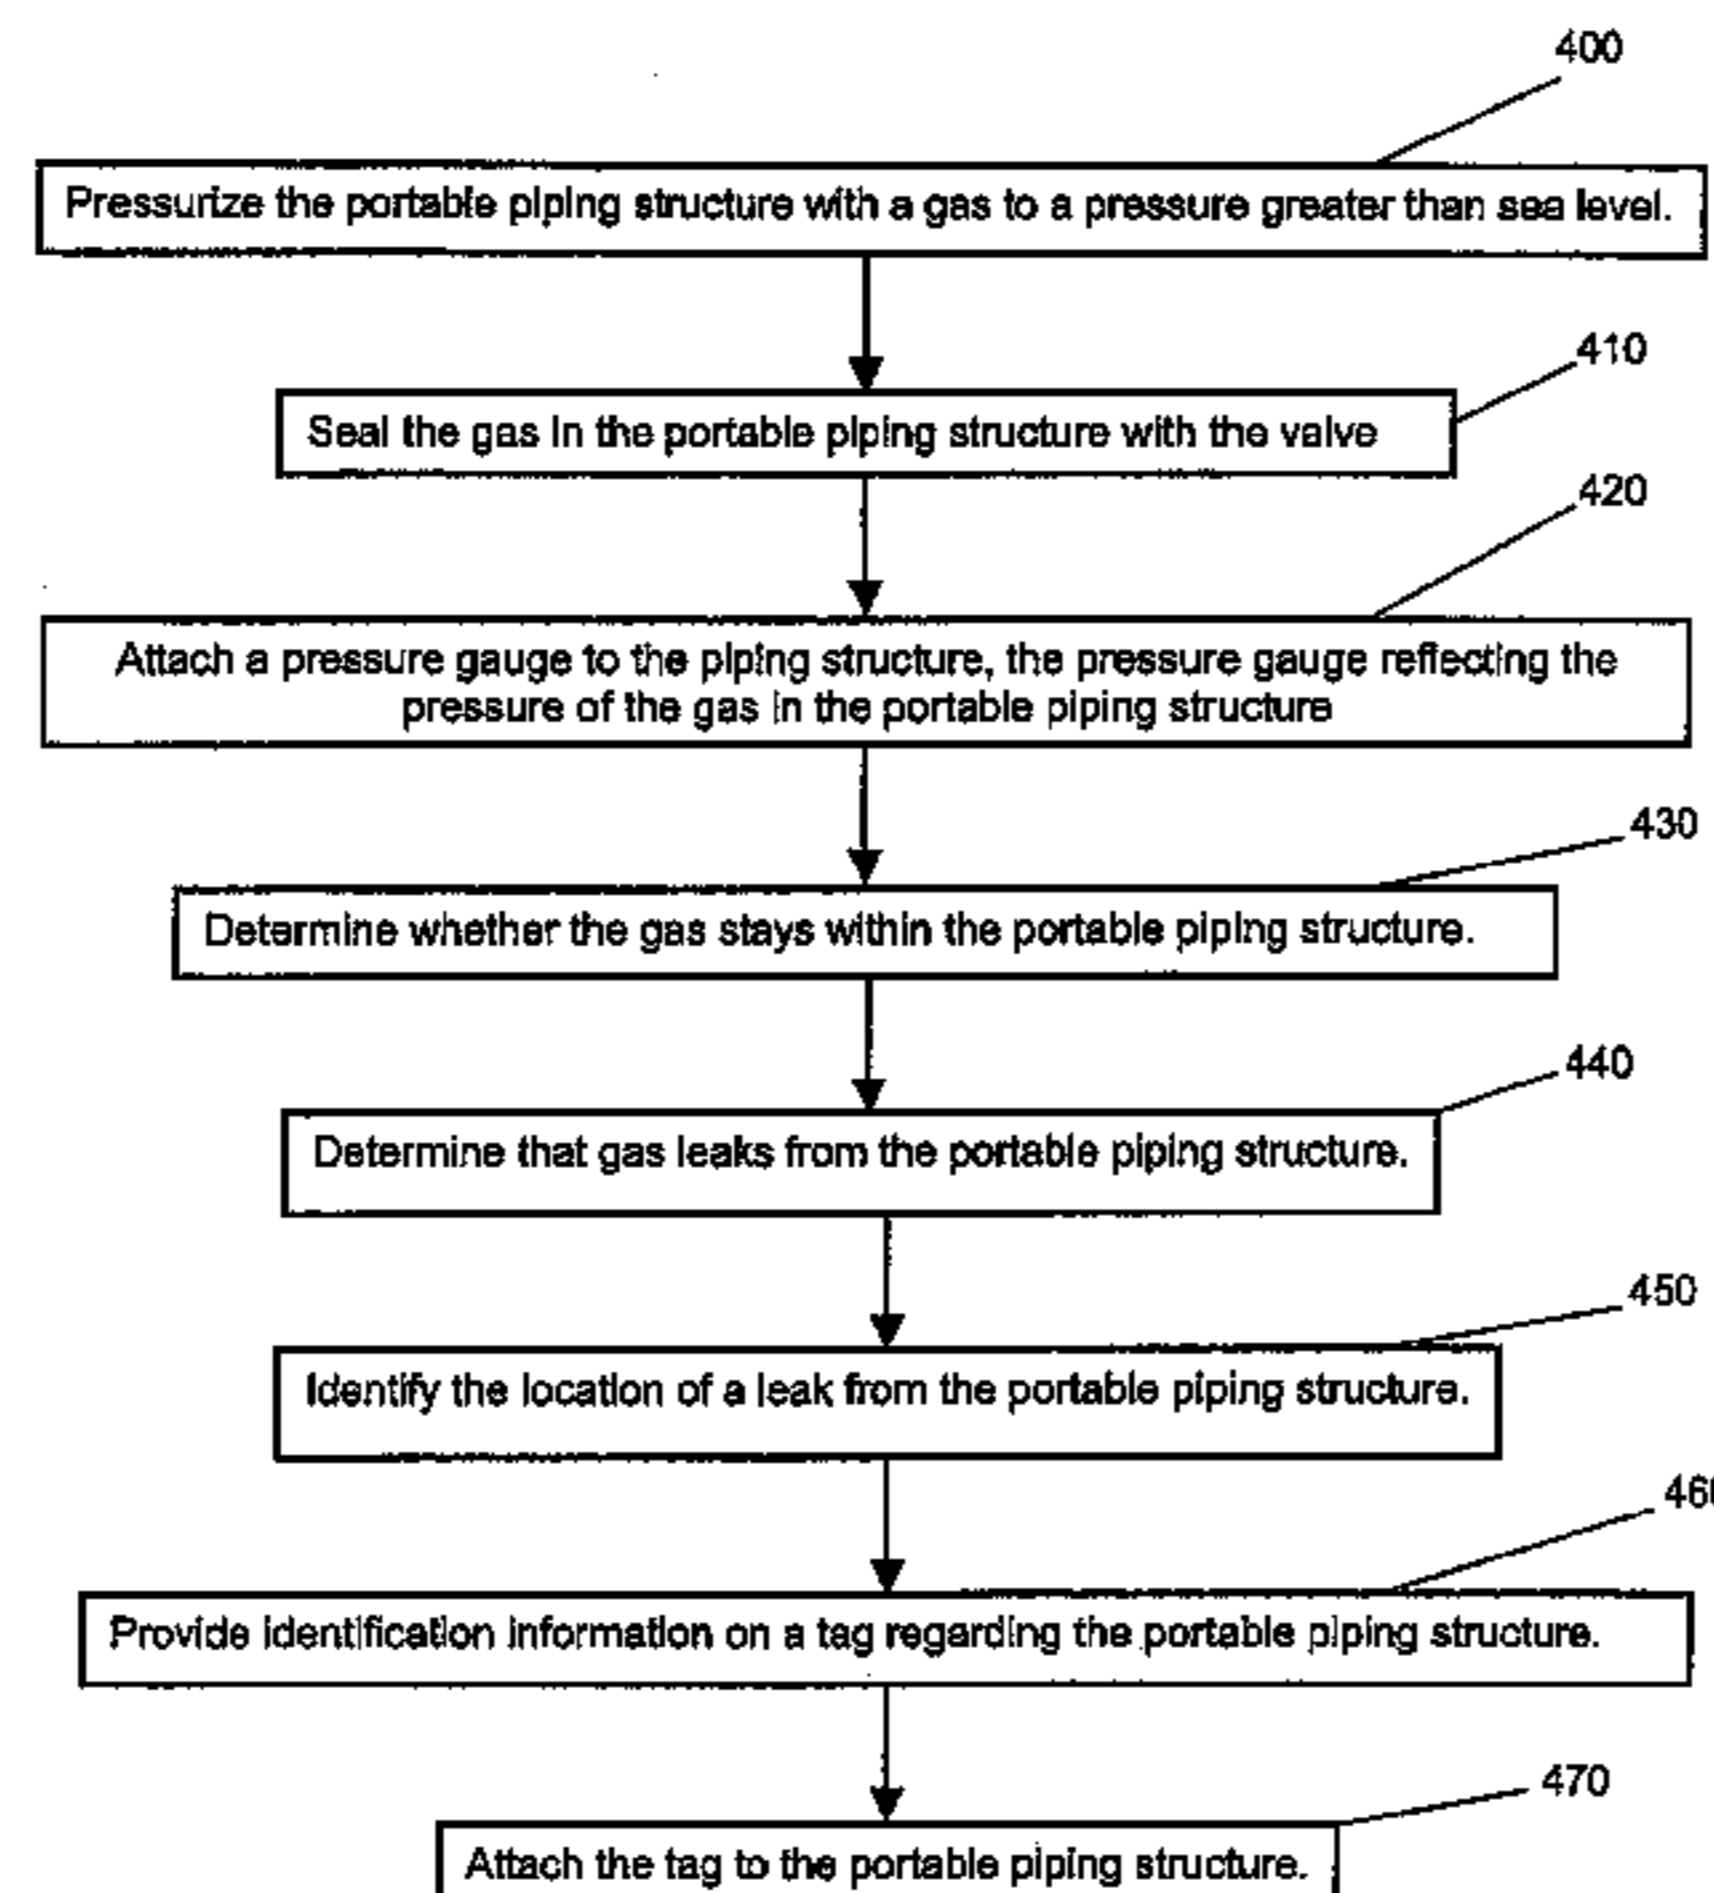 400
Pressurize the portable piping structure with a gas to a pressure greater than sea level.
410
Seal the gas in the portable piping structure with the valve
420
Attach a pressure gauge to the piping structure, the pressure gauge reflecting the
pressure of the gas in the portable piping structure
430
Determine whether the gas stays within the portable piping structure.
440
Determine that gas leaks from the portable piping structure.
450
Identify the location of a leak from the portable piping structure.
460
Provide identification information on a tag regarding the portable piping structure.
470
Attach the tag to the portable piping structure.